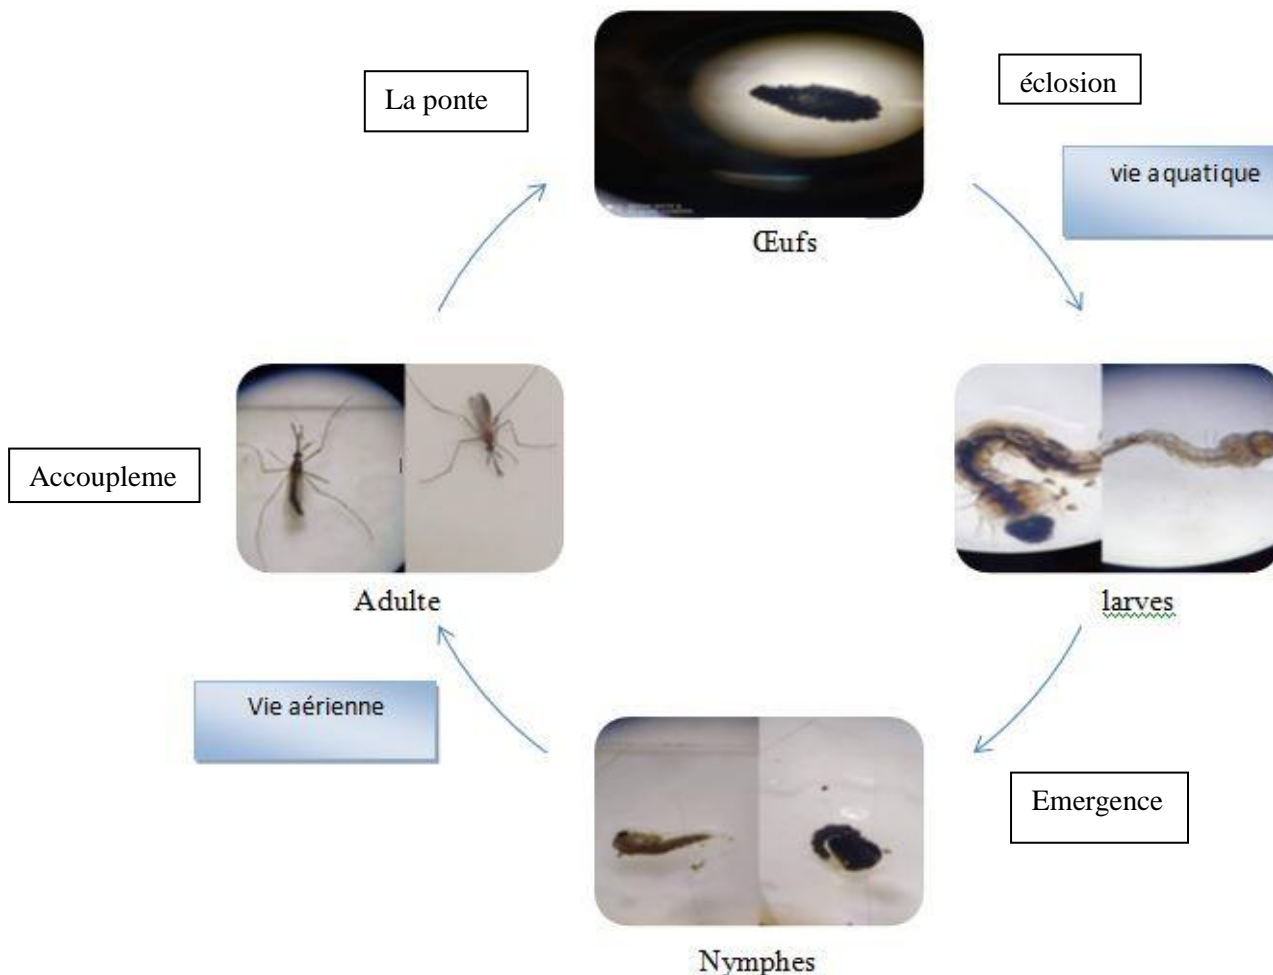 La ponte
éclosion
vie aquatique
Œufs
Accoupleme
Adulte
larves
Vie aérienne
Emergence
Nymphes